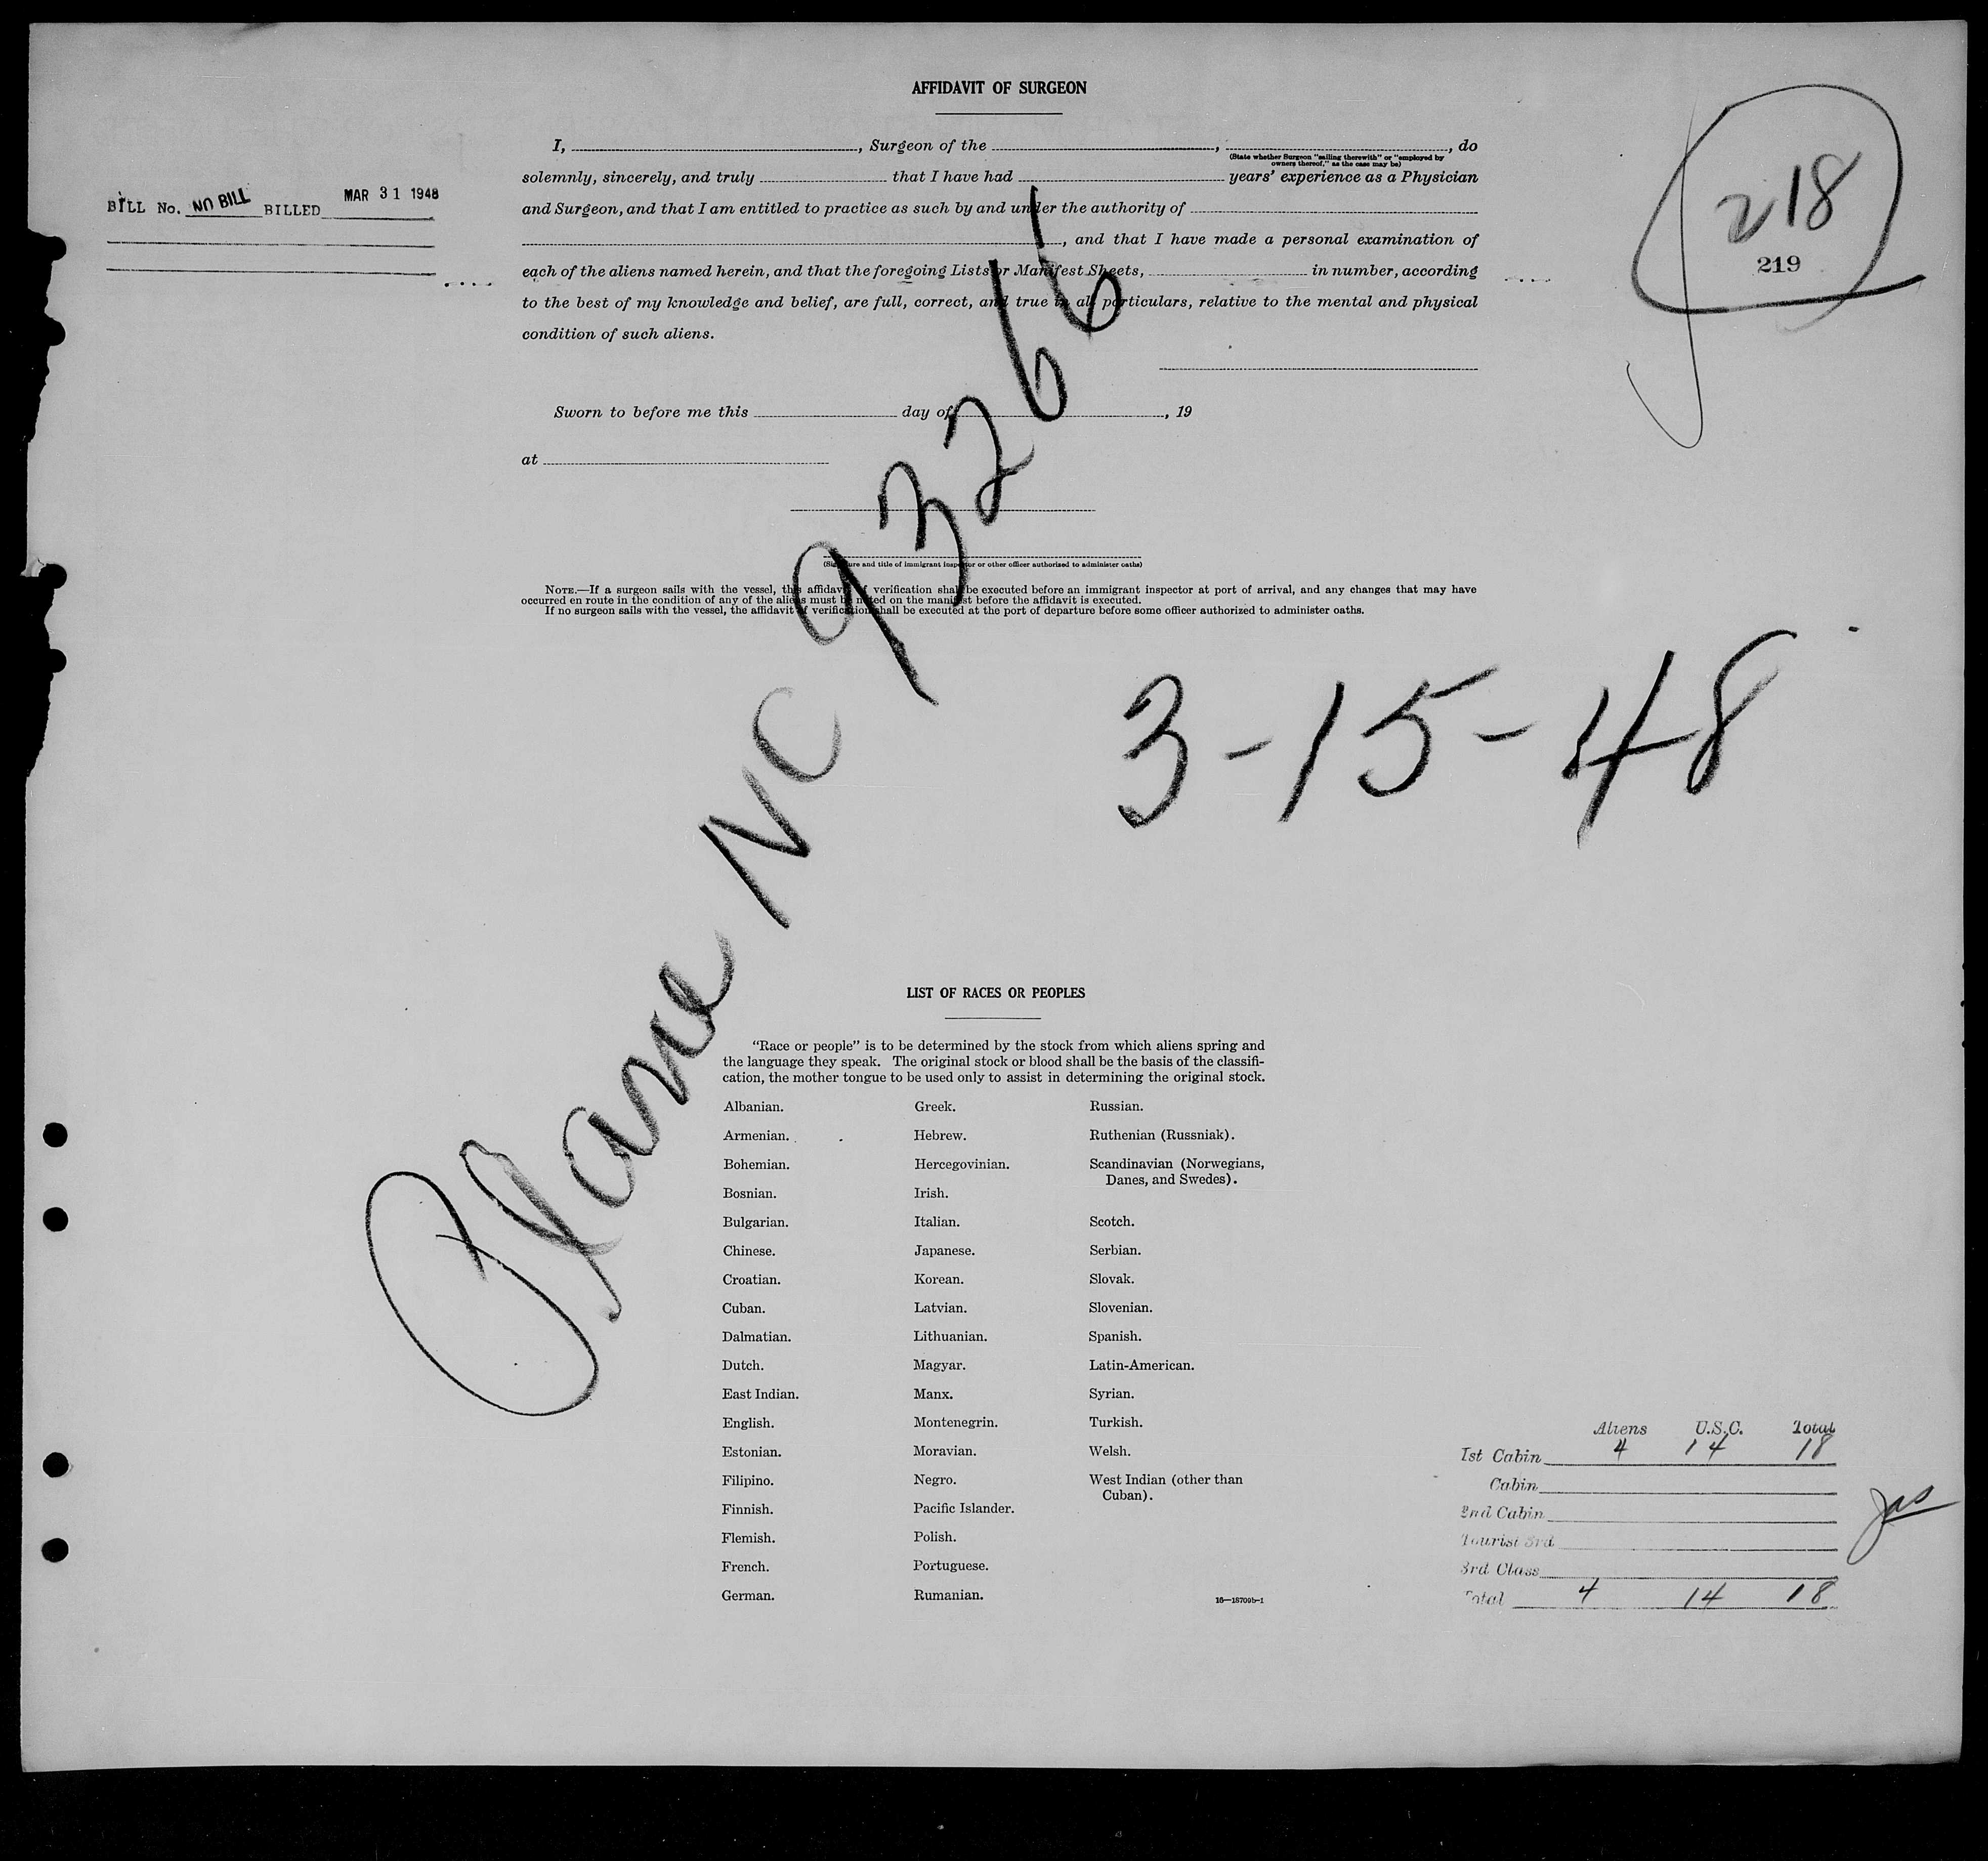 AFFIDAVIT OF SURGEON
I, , Surgeon of the , , do
(State whether Surgeon "sailing therewith" or "employed by
owners thereof," as the case may be)
solemnly, sincerely, and truly that I have had years' experience as a Physician
and Surgeon, and that I am entitled to practice as such by and under the authority of
, and that I have made a personal examination of
each of the aliens named herein, and that the foregoing Lists or Manifest Sheets, in number, according
to the best of my knowledge and belief, are full, correct, and true in all particulars, relative to the mental and physical
condition of such aliens.
Sworn to before me this day of , 19
at
(Signature and title of immigrant inspector or other officer authorized to administer oaths)
NOTE.—If a surgeon sails with the vessel, this affidavit of verification shall be executed before an immigrant inspector at port of arrival, and any changes that may have
occurred en route in the condition of any of the aliens must be noted on the manifest before the affidavit is executed.
If no surgeon sails with the vessel, the affidavit of verification shall be executed at the port of departure before some officer authorized to administer oaths.
BILL No. NO BILL BILLED MAR 31 1948
218
219
Plane NC 93266
3-15-48
LIST OF RACES OR PEOPLES
"Race or people" is to be determined by the stock from which aliens spring and
the language they speak. The original stock or blood shall be the basis of the classifi-
cation, the mother tongue to be used only to assist in determining the original stock.
Albanian.
Armenian.
Bohemian.
Bosnian.
Bulgarian.
Chinese.
Croatian.
Cuban.
Dalmatian.
Dutch.
East Indian.
English.
Estonian.
Filipino.
Finnish.
Flemish.
French.
German.
Greek.
Hebrew.
Hercegovinian.
Irish.
Italian.
Japanese.
Korean.
Latvian.
Lithuanian.
Magyar.
Manx.
Montenegrin.
Moravian.
Negro.
Pacific Islander.
Polish.
Portuguese.
Rumanian.
Russian.
Ruthenian (Russniak).
Scandinavian (Norwegians,
Danes, and Swedes).
Scotch.
Serbian.
Slovak.
Slovenian.
Spanish.
Latin-American.
Syrian.
Turkish.
Welsh.
West Indian (other than
Cuban).
16—18709b-1
Aliens U.S.C. Total
1st Cabin 4 14 18
Cabin
2nd Cabin
Tourist 3rd
3rd Class
Total 4 14 18